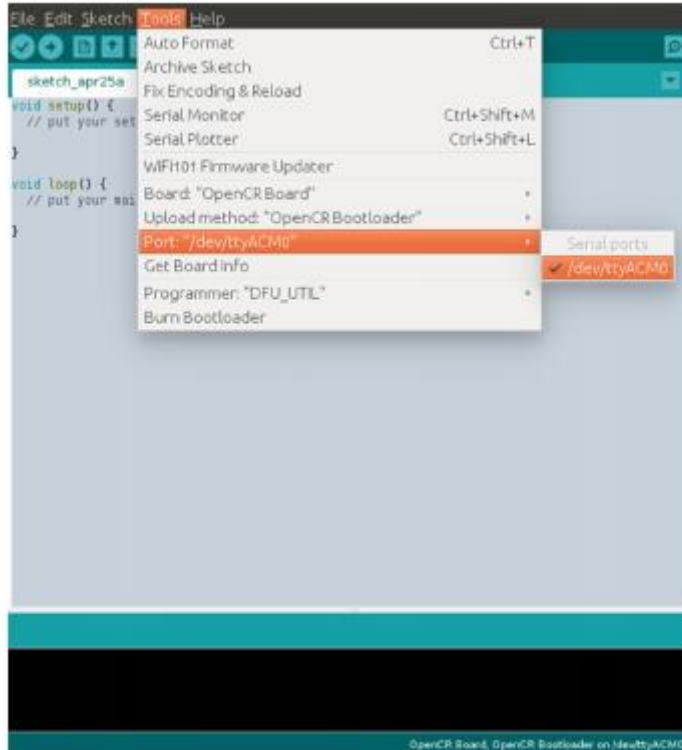 File Edit Sketch Tools Help
sketch_apr25a
Auto Format Ctrl+T
Archive Sketch
Fix Encoding & Reload
Serial Monitor Ctrl+Shift+M
Serial Plotter Ctrl+Shift+L
WiFi101 Firmware Updater
Board: "OpenCR Board"
Upload method: "OpenCR Bootloader"
Port: "/dev/ttyACM0"
Serial ports
/dev/ttyACM0
Get Board Info
Programmer: "DFU_UTIL"
Burn Bootloader
void setup() {
// put your set
}
void loop() {
// put your mai
}
OpenCR Board, OpenCR Bootloader on /dev/ttyACM0